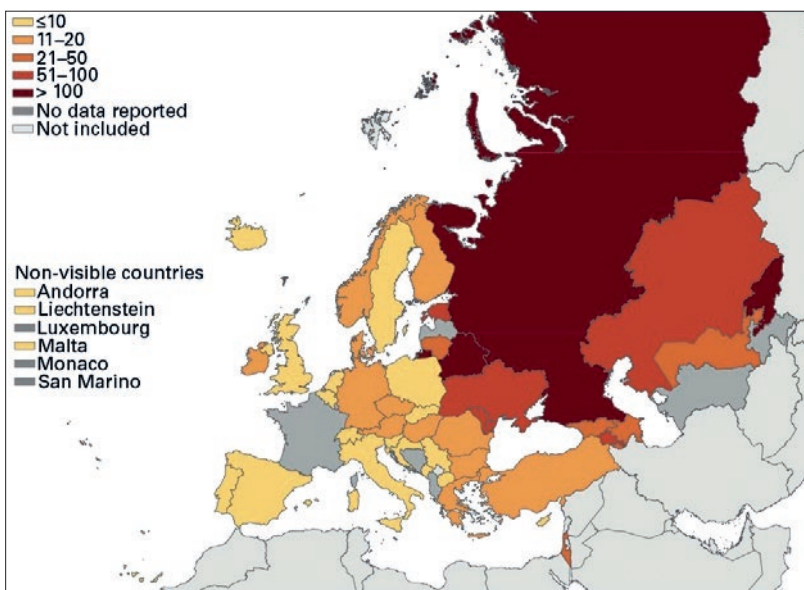 ≤10
11–20
21–50
51–100
> 100
No data reported
Not included
Non-visible countries
Andorra
Liechtenstein
Luxembourg
Malta
Monaco
San Marino